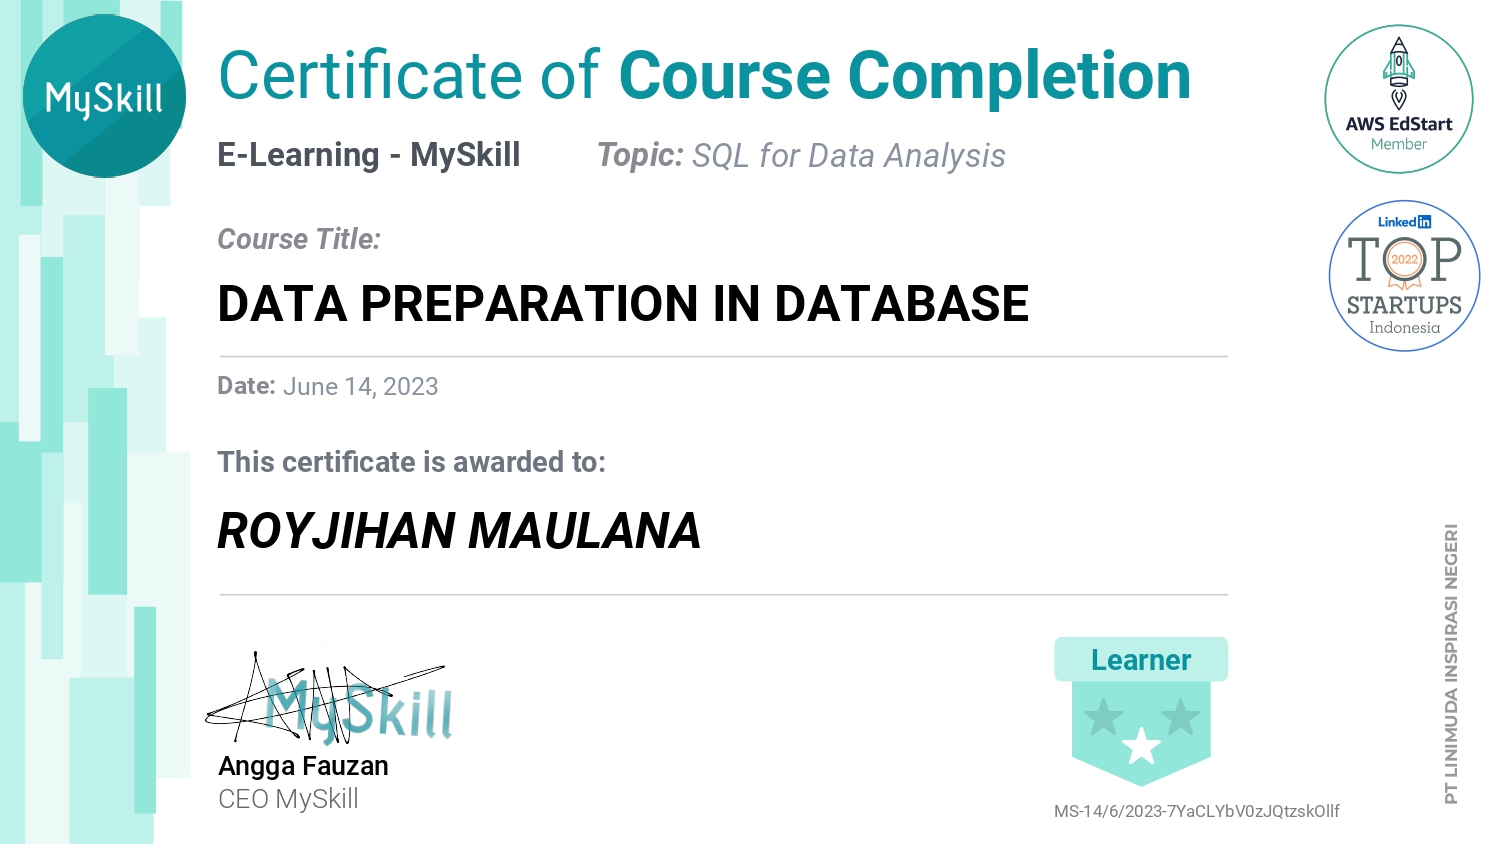 MySkill
Certificate of Course Completion
E-Learning - MySkill
Topic: SQL for Data Analysis
Course Title:
DATA PREPARATION IN DATABASE
Date: June 14, 2023
This certificate is awarded to:
ROYJIHAN MAULANA
MySkill
Angga Fauzan
CEO MySkill
Learner
MS-14/6/2023-7YaCLYbV0zJQtzskOllf
AWS EdStart
Member
Linked in
TOP
2022
STARTUPS
Indonesia
PT LINIMUDA INSPIRASI NEGERI